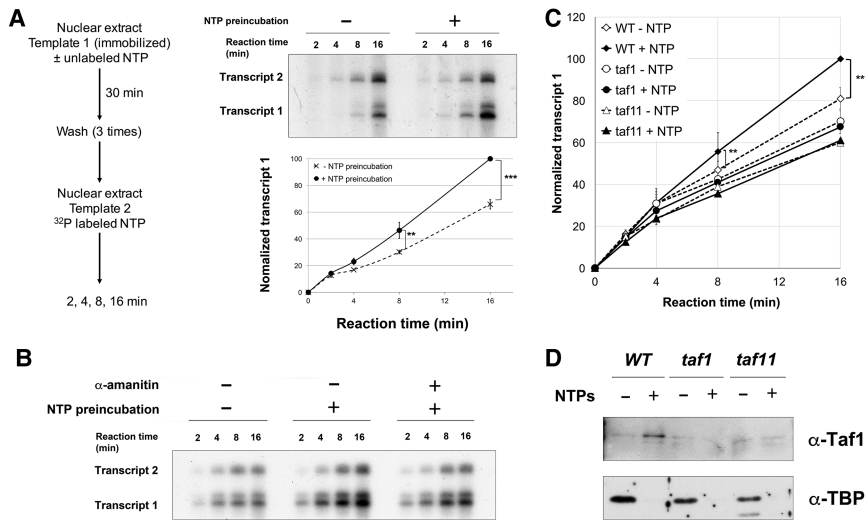 A
Nuclear extract
Template 1 (immobilized)
± unlabeled NTP
30 min
Wash (3 times)
Nuclear extract
Template 2
32P labeled NTP
2, 4, 8, 16 min
NTP preincubation − +
Reaction time (min) 2 4 8 16 2 4 8 16
Transcript 2
Transcript 1
Nomalized transcript 1
100
80
60
40
20
0
- NTP preincubation
+ NTP preincubation
**
***
0 2 4 8 16
Reaction time (min)
B
α-amanitin − − +
NTP preincubation − + +
Reaction time (min) 2 4 8 16 2 4 8 16 2 4 8 16
Transcript 2
Transcript 1
C
Normalized transcript 1
120
100
80
60
40
20
0
WT - NTP
WT + NTP
taf1 - NTP
taf1 + NTP
taf11 - NTP
taf11 + NTP
**
**
0 4 8 12 16
Reaction time (min)
D
WT taf1 taf11
NTPs − + − + − +
α-Taf1
α-TBP